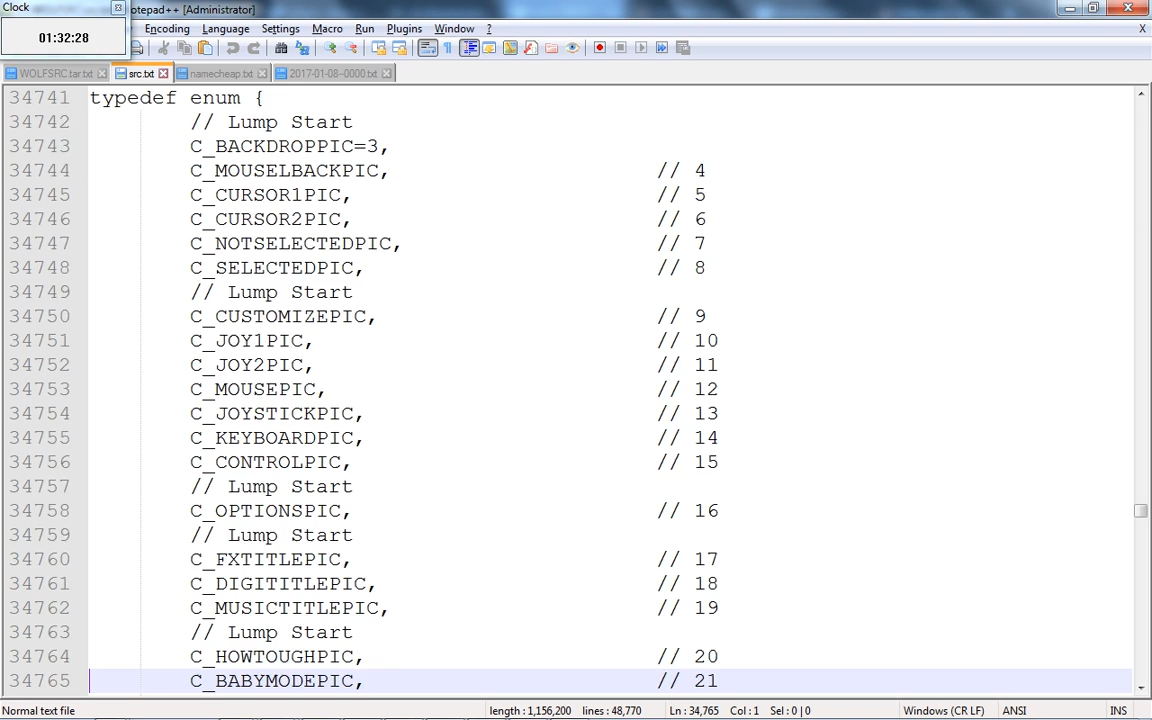 Clock
otepad++ [Administrator]
01:32:28
Encoding Language Settings Macro Run Plugins Window ? X
WOLFSRC.tar.txt src.txt namecheap.txt 2017-01-08--0000.txt
34741 typedef enum {
34742 // Lump Start
34743 C_BACKDROPPIC=3,
34744 C_MOUSELBACKPIC, // 4
34745 C_CURSOR1PIC, // 5
34746 C_CURSOR2PIC, // 6
34747 C_NOTSELECTEDPIC, // 7
34748 C_SELECTEDPIC, // 8
34749 // Lump Start
34750 C_CUSTOMIZEPIC, // 9
34751 C_JOY1PIC, // 10
34752 C_JOY2PIC, // 11
34753 C_MOUSEPIC, // 12
34754 C_JOYSTICKPIC, // 13
34755 C_KEYBOARDPIC, // 14
34756 C_CONTROLPIC, // 15
34757 // Lump Start
34758 C_OPTIONSPIC, // 16
34759 // Lump Start
34760 C_FXTITLEPIC, // 17
34761 C_DIGITITLEPIC, // 18
34762 C_MUSICTITLEPIC, // 19
34763 // Lump Start
34764 C_HOWTOUGHPIC, // 20
34765 C_BABYMODEPIC, // 21
Normal text file length : 1,156,200 lines : 48,770 Ln : 34,765 Col : 1 Sel : 0 | 0 Windows (CR LF) ANSI INS